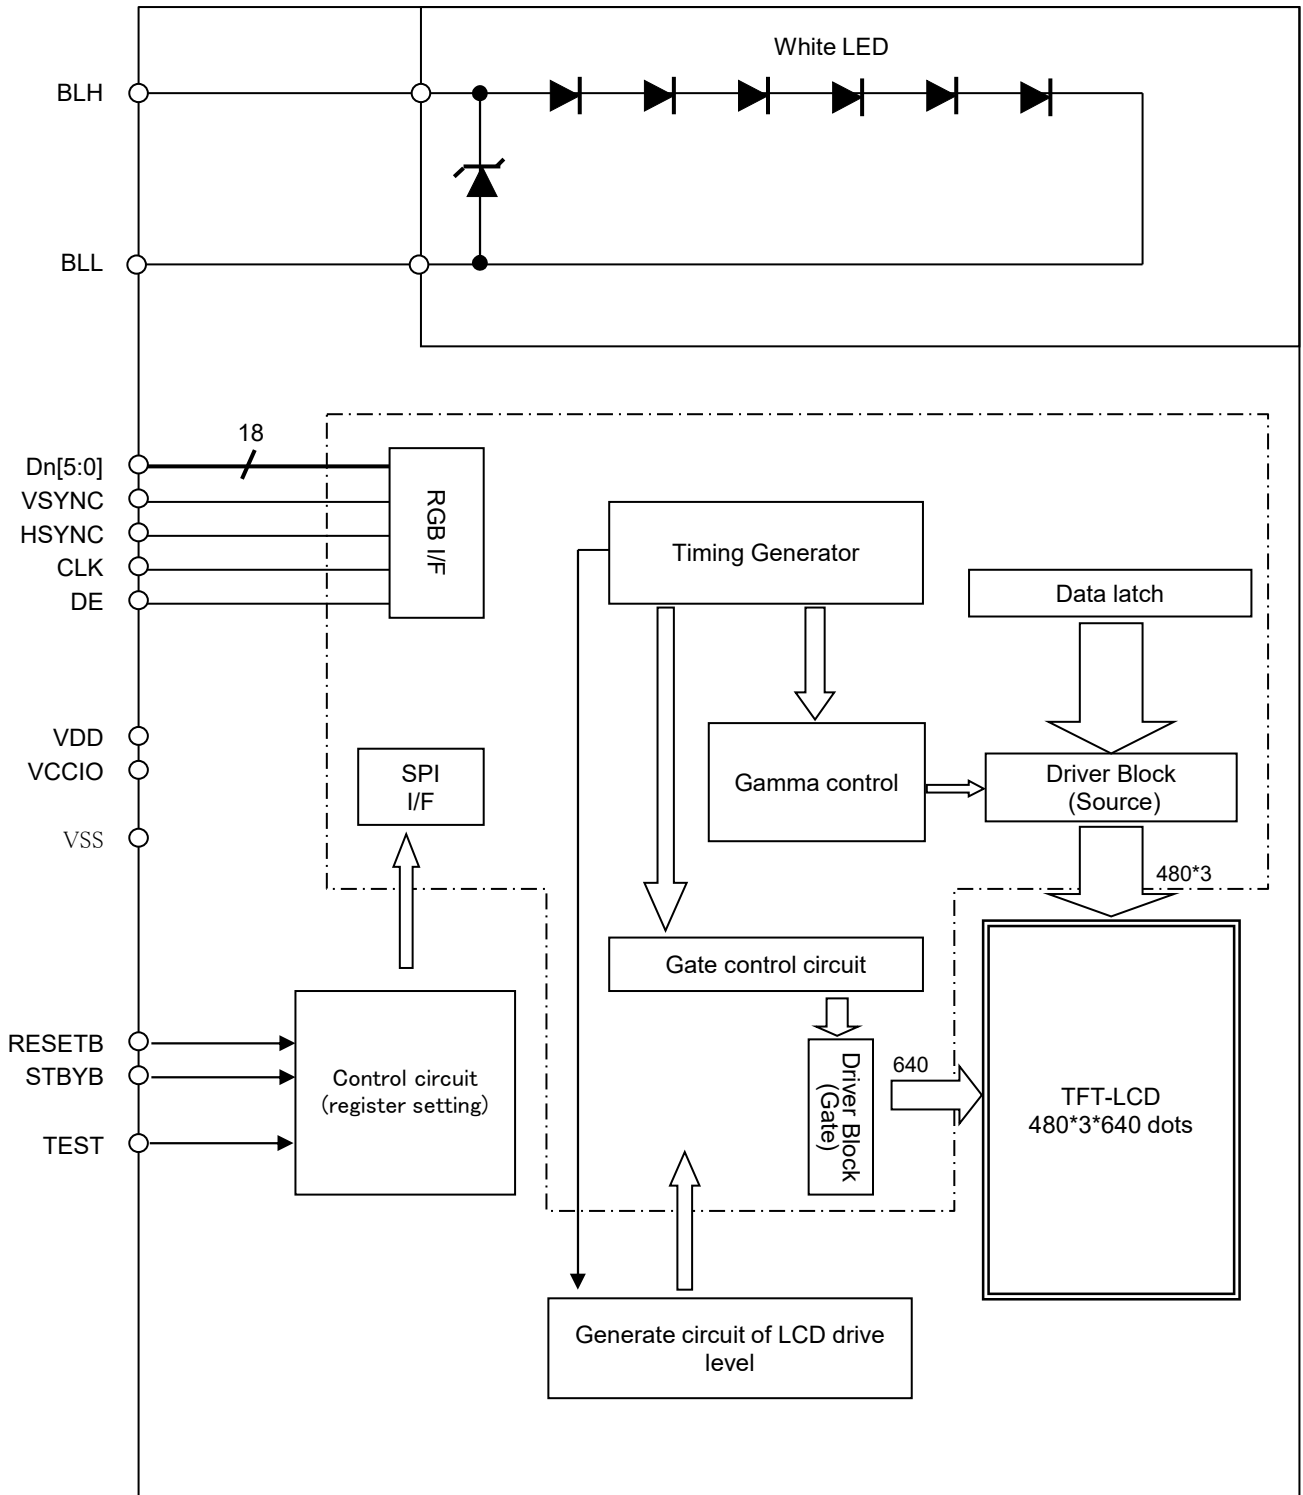 White LED
BLH
BLL
18
Dn[5:0]
VSYNC
HSYNC
CLK
DE
RGB I/F
Timing Generator
Data latch
VDD
VCCIO
VSS
SPI
I/F
Gamma control
Driver Block
(Source)
480*3
Gate control circuit
RESETB
STBYB
TEST
Control circuit
(register setting)
Driver Block
(Gate)
640
TFT-LCD
480*3*640 dots
Generate circuit of LCD drive
level